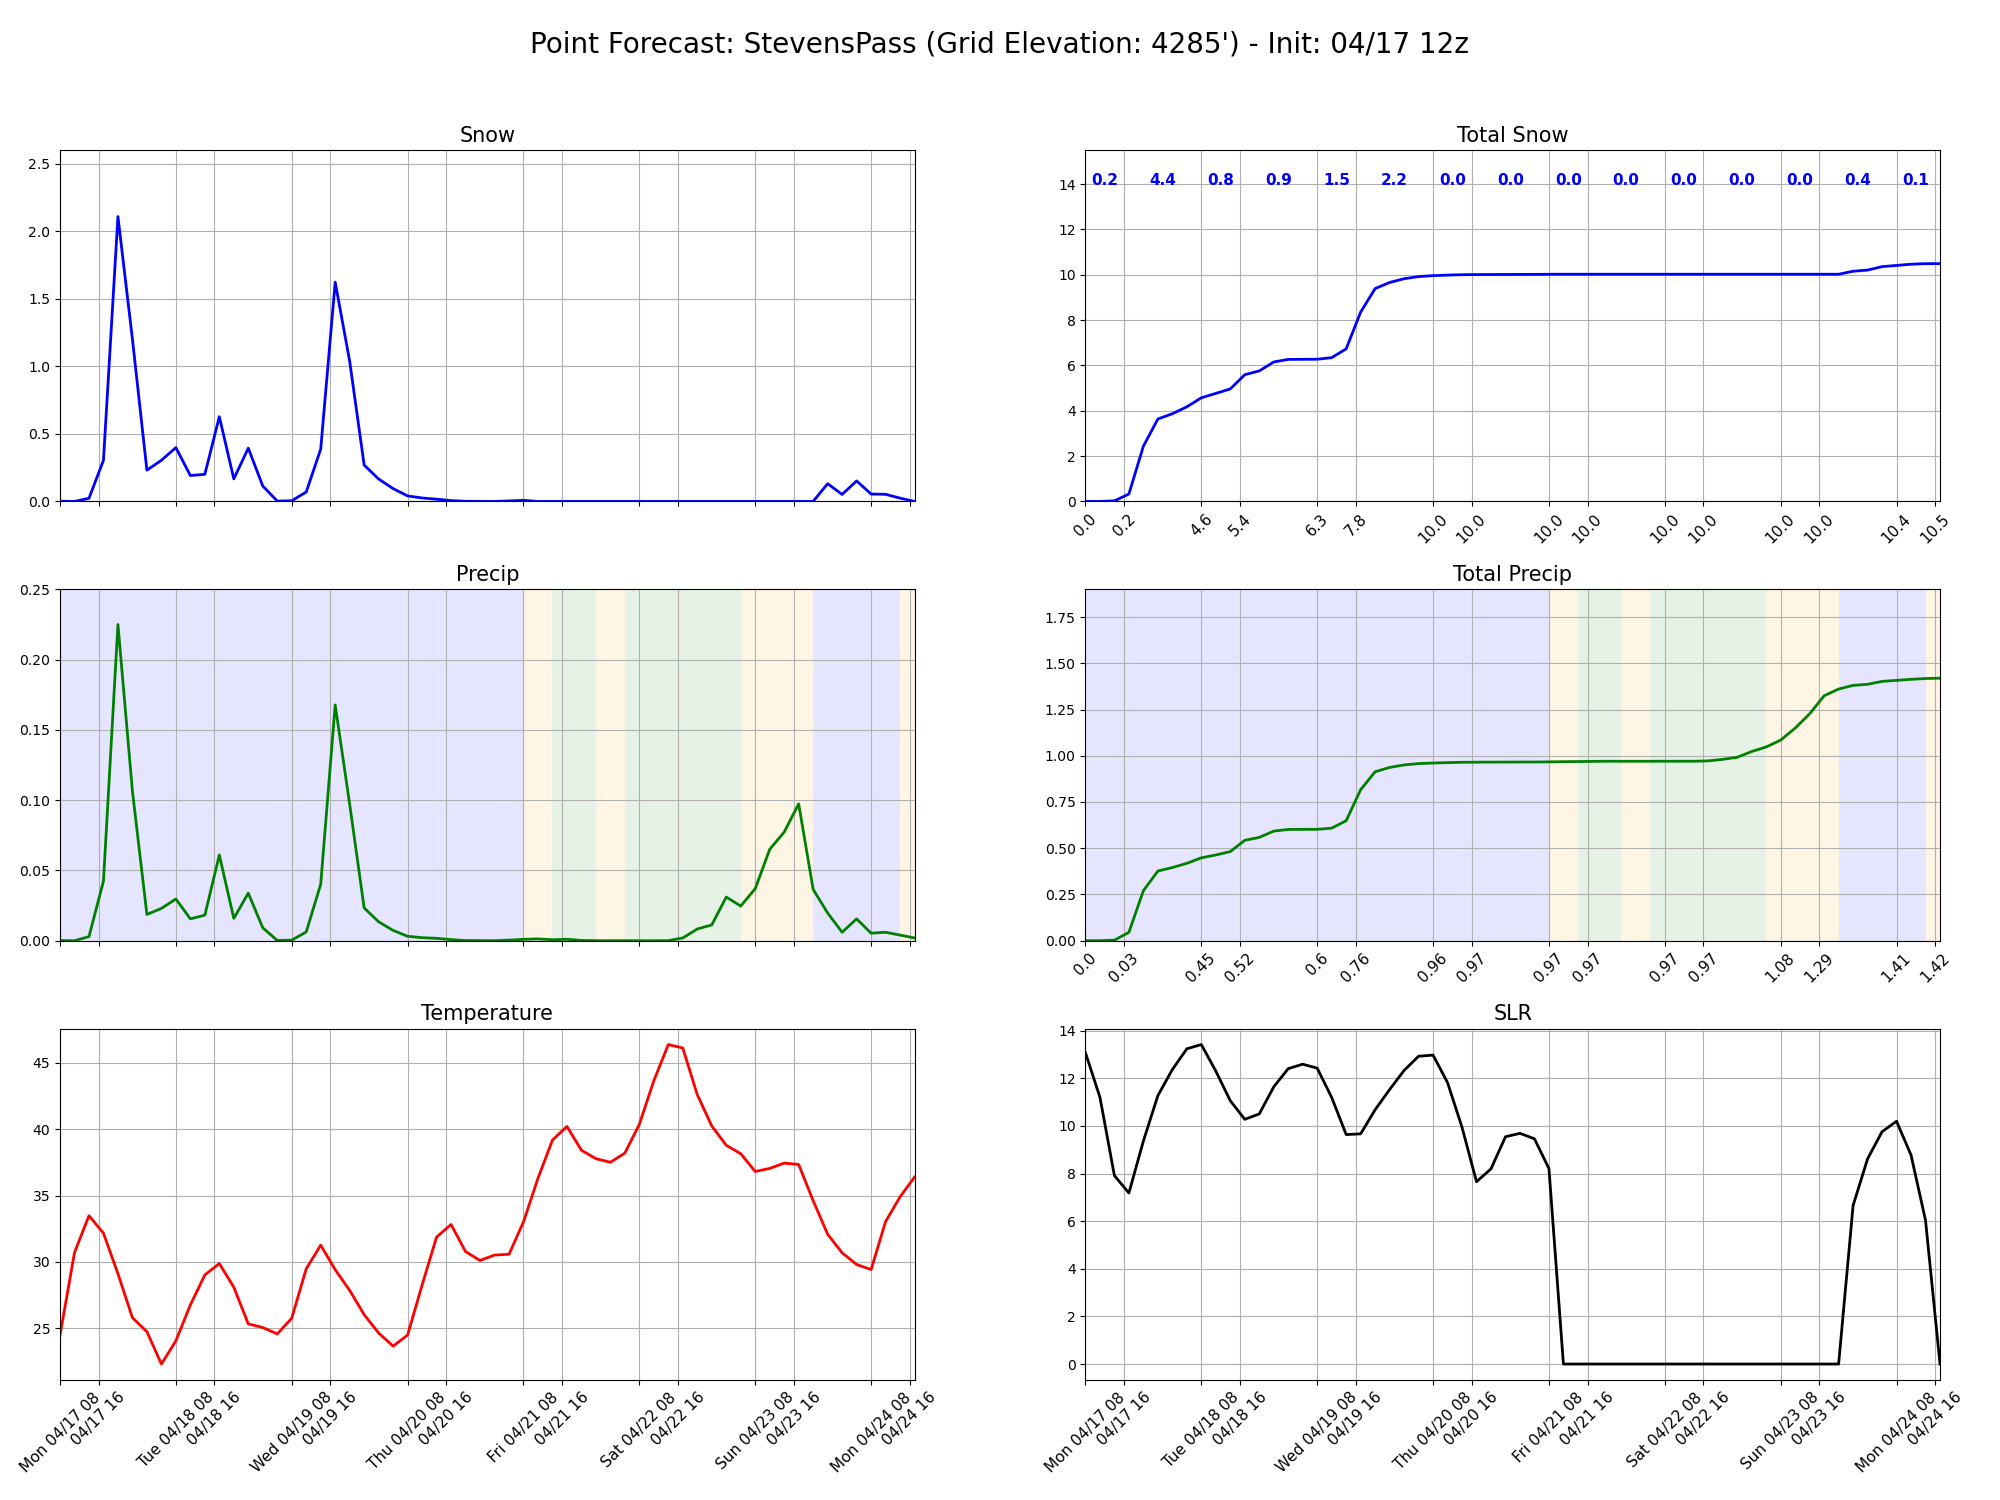 Point Forecast: StevensPass (Grid Elevation: 4285') - Init: 04/17 12z
Snow
2.5
2.0
1.5
1.0
0.5
0.0
Total Snow
0.2 4.4 0.8 0.9 1.5 2.2 0.0 0.0 0.0 0.0 0.0 0.0 0.0 0.4 0.1
14
12
10
8
6
4
2
0
0.0 0.2 4.6 5.4 6.3 7.8 10.0 10.0 10.0 10.0 10.0 10.0 10.0 10.0 10.4 10.5
Precip
0.25
0.20
0.15
0.10
0.05
0.00
Total Precip
1.75
1.50
1.25
1.00
0.75
0.50
0.25
0.00
0.0 0.03 0.45 0.52 0.6 0.76 0.96 0.97 0.97 0.97 0.97 0.97 1.08 1.29 1.41 1.42
Temperature
45
40
35
30
25
Mon 04/17 08
04/17 16
Tue 04/18 08
04/18 16
Wed 04/19 08
04/19 16
Thu 04/20 08
04/20 16
Fri 04/21 08
04/21 16
Sat 04/22 08
04/22 16
Sun 04/23 08
04/23 16
Mon 04/24 08
04/24 16
SLR
14
12
10
8
6
4
2
0
Mon 04/17 08
04/17 16
Tue 04/18 08
04/18 16
Wed 04/19 08
04/19 16
Thu 04/20 08
04/20 16
Fri 04/21 08
04/21 16
Sat 04/22 08
04/22 16
Sun 04/23 08
04/23 16
Mon 04/24 08
04/24 16